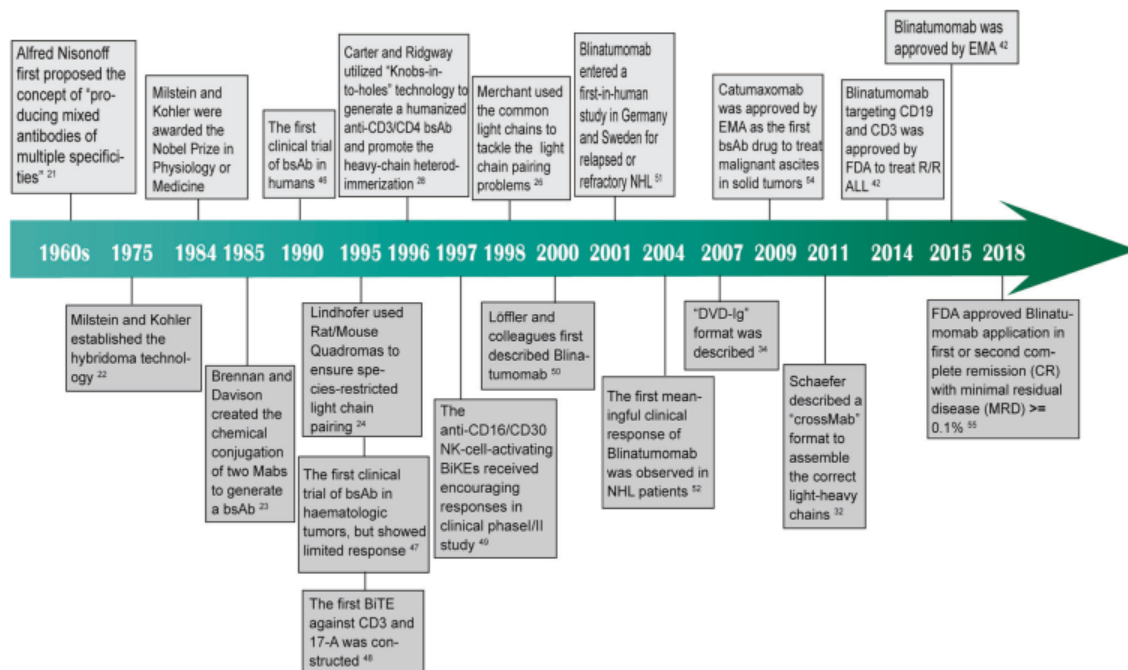 Alfred Nisonoff
first proposed the
concept of “pro-
ducing mixed
antibodies of
multiple specifici-
ties” 21
Milstein and
Kohler were
awarded the
Nobel Prize in
Physiology or
Medicine
The first
clinical trial
of bsAb in
humans 46
Carter and Ridgway
utilized “Knobs-in-
to-holes” technology to
generate a humanized
anti-CD3/CD4 bsAb
and promote the
heavy-chain heterod-
immerization 28
Merchant used
the common
light chains to
tackle the light
chain pairing
problems 26
Blinatumomab
entered a
first-in-human
study in Germany
and Sweden for
relapsed or
refractory NHL 51
Catumaxomab
was approved by
EMA as the first
bsAb drug to treat
malignant ascites
in solid tumors 54
Blinatumomab
targeting CD19
and CD3 was
approved by
FDA to treat R/R
ALL 42
Blinatumomab was
approved by EMA 42
1960s 1975 1984 1985 1990 1995 1996 1997 1998 2000 2001 2004 2007 2009 2011 2014 2015 2018
Milstein and Kohler
established the
hybridoma technol-
ogy 22
Brennan and
Davison created the
chemical
conjugation
of two Mabs
to generate
a bsAb 23
Lindhofer used
Rat/Mouse
Quadromas to
ensure spe-
cies-restricted
light chain
pairing 24
The first clinical
trial of bsAb in
haematologic
tumors, but showed
limited response 47
The first BiTE
against CD3 and
17-A was con-
structed 48
The
anti-CD16/CD30
NK-cell-activating
BiKEs received
encouraging
responses in
clinical phaseI/II
study 49
Löffler and
colleagues first
described Blina-
tumomab 50
The first mean-
ingful clinical
response of
Blinatumomab
was observed in
NHL patients 52
“DVD-Ig”
format was
described 34
Schaefer
described a
“crossMab”
format to
assemble the
correct
light-heavy
chains 32
FDA approved Blinatu-
momab application in
first or second com-
plete remission (CR)
with minimal residual
disease (MRD) >=
0.1% 55